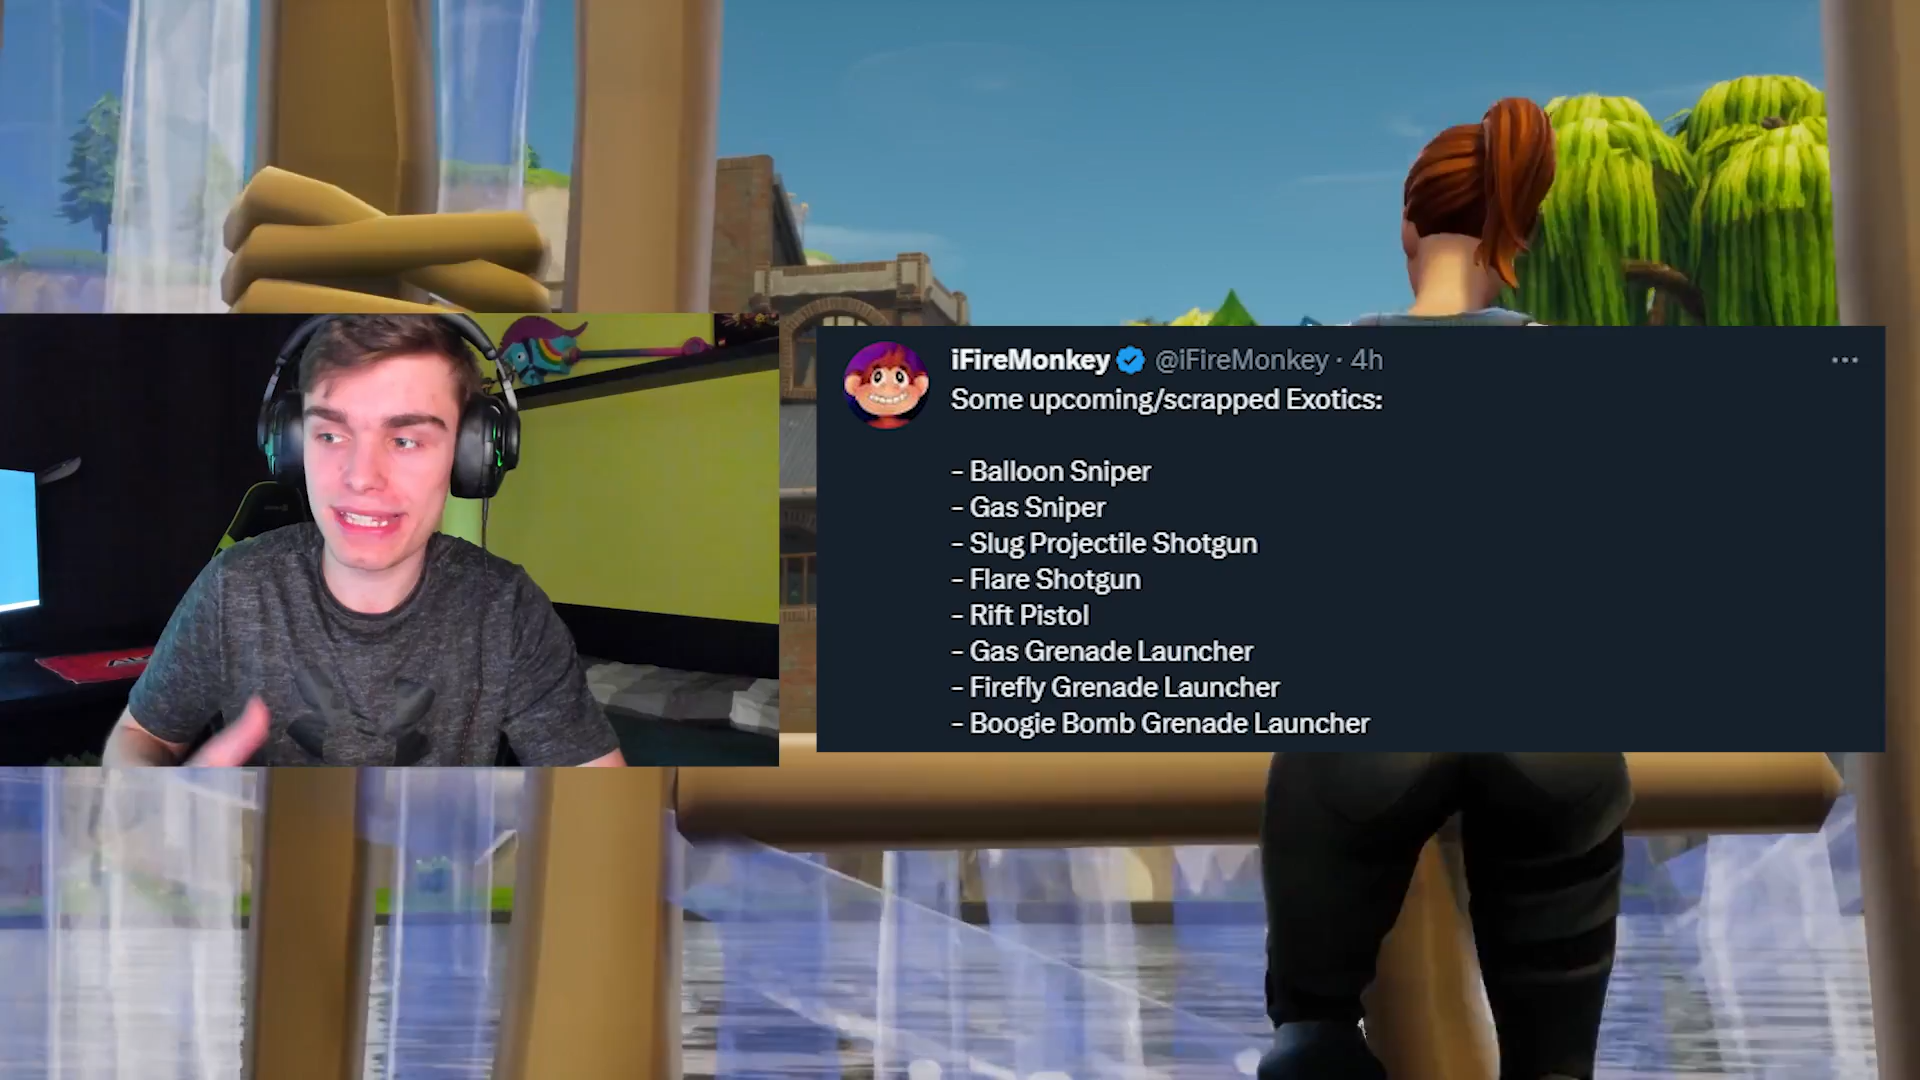 iFireMonkey @iFireMonkey · 4h
Some upcoming/scrapped Exotics:
- Balloon Sniper
- Gas Sniper
- Slug Projectile Shotgun
- Flare Shotgun
- Rift Pistol
- Gas Grenade Launcher
- Firefly Grenade Launcher
- Boogie Bomb Grenade Launcher